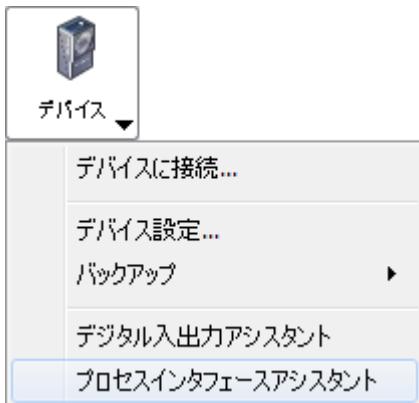 デバイス
デバイスに接続...
デバイス設定...
バックアップ
デジタル入出力アシスタント
プロセスインタフェースアシスタント